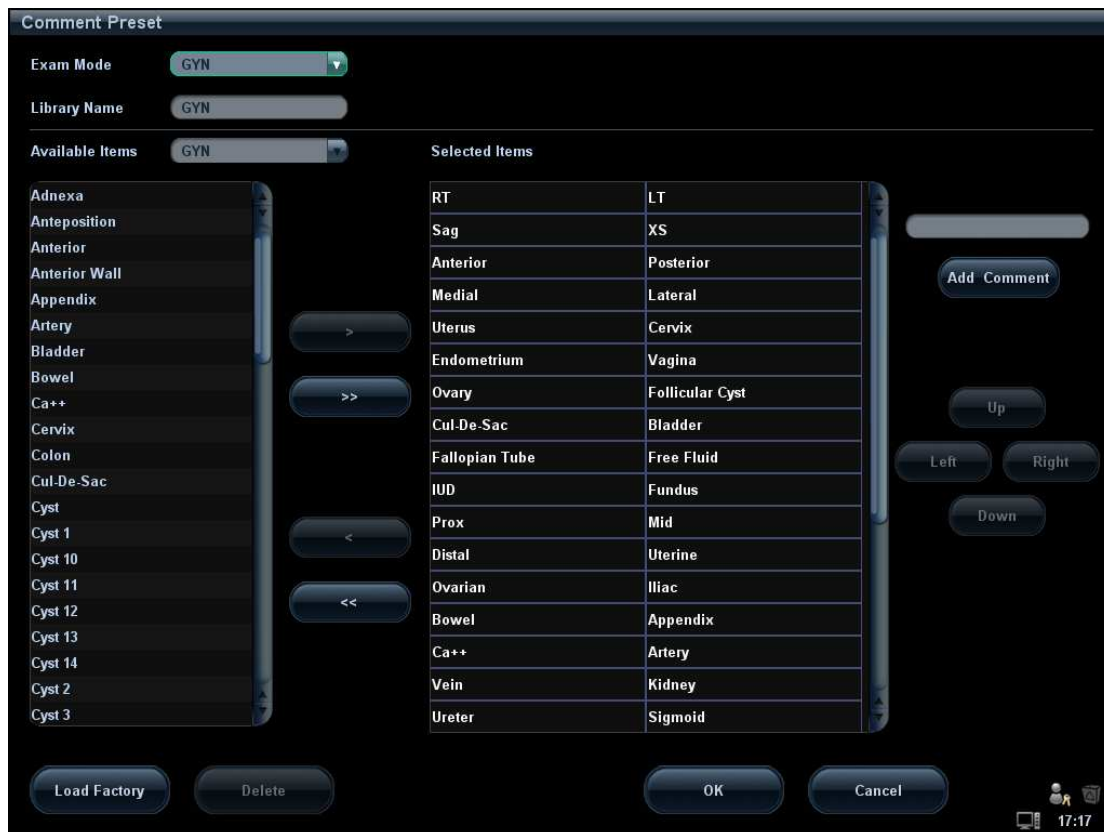 Comment Preset
Exam Mode GYN
Library Name GYN
Available Items GYN Selected Items
Adnexa
Anteposition
Anterior
Anterior Wall
Appendix
Artery
Bladder
Bowel
Ca++
Cervix
Colon
Cul-De-Sac
Cyst
Cyst 1
Cyst 10
Cyst 11
Cyst 12
Cyst 13
Cyst 14
Cyst 2
Cyst 3
>
>>
<
<<
RT LT
Sag XS
Anterior Posterior
Medial Lateral
Uterus Cervix
Endometrium Vagina
Ovary Follicular Cyst
Cul-De-Sac Bladder
Fallopian Tube Free Fluid
IUD Fundus
Prox Mid
Distal Uterine
Ovarian Iliac
Bowel Appendix
Ca++ Artery
Vein Kidney
Ureter Sigmoid
Add Comment
Up
Left Right
Down
Load Factory Delete OK Cancel
17:17